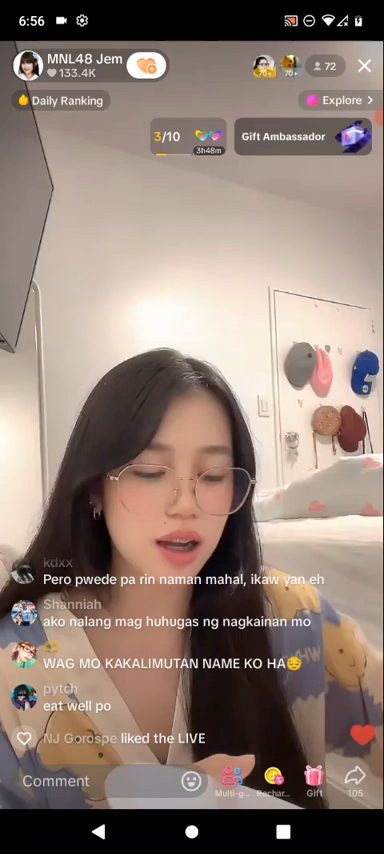 6:56
MNL48 Jem
133.4K
70+
70+
72
Daily Ranking
Explore
3/10
3h48m
Gift Ambassador
kdxx
Pero pwede pa rin naman mahal, ikaw yan eh
Shanniah
ako nalang mag huhugas ng nagkainan mo
WAG MO KAKALIMUTAN NAME KO HA😔
pytch
eat well po
NJ Gorospe liked the LIVE
Comment
Multi-g...
Rechar...
Gift
105